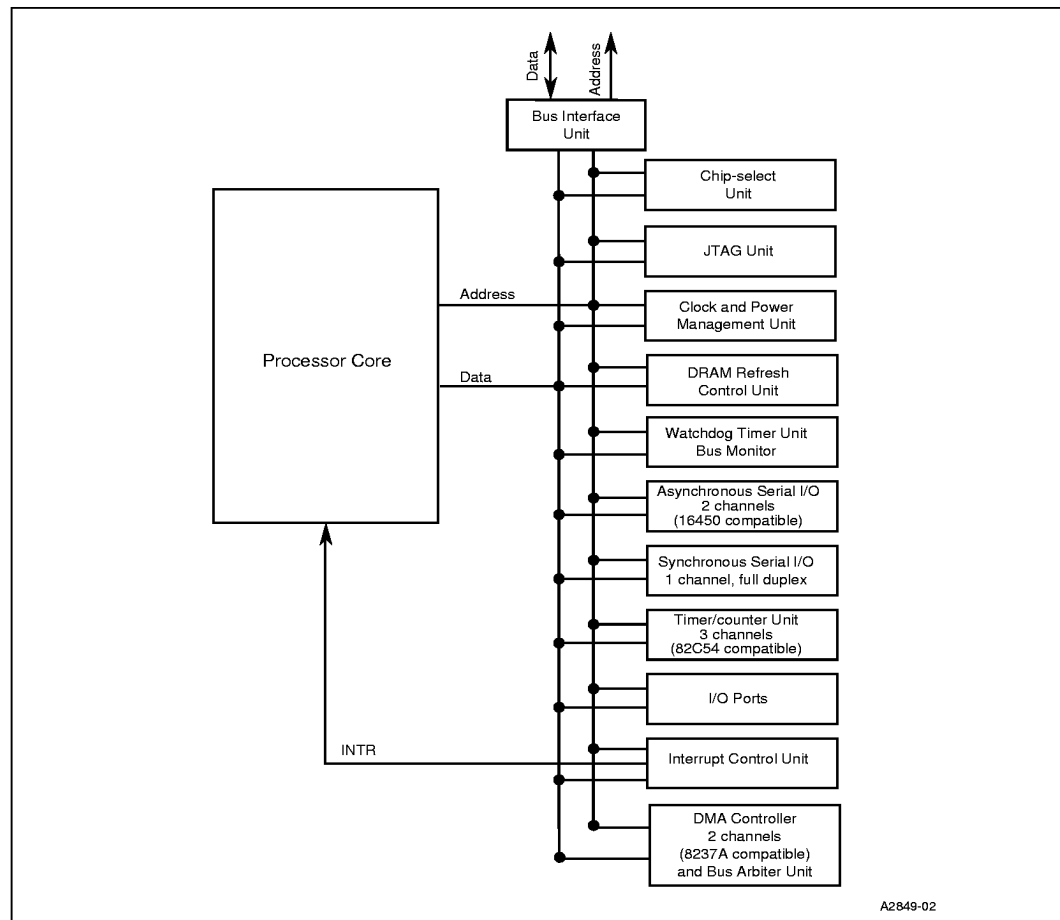 Data
Address
Bus Interface
Unit
Chip-select
Unit
JTAG Unit
Address
Clock and Power
Management Unit
Processor Core
Data
DRAM Refresh
Control Unit
Watchdog Timer Unit
Bus Monitor
Asynchronous Serial I/O
2 channels
(16450 compatible)
Synchronous Serial I/O
1 channel, full duplex
Timer/counter Unit
3 channels
(82C54 compatible)
I/O Ports
INTR
Interrupt Control Unit
DMA Controller
2 channels
(8237A compatible)
and Bus Arbiter Unit
A2849-02